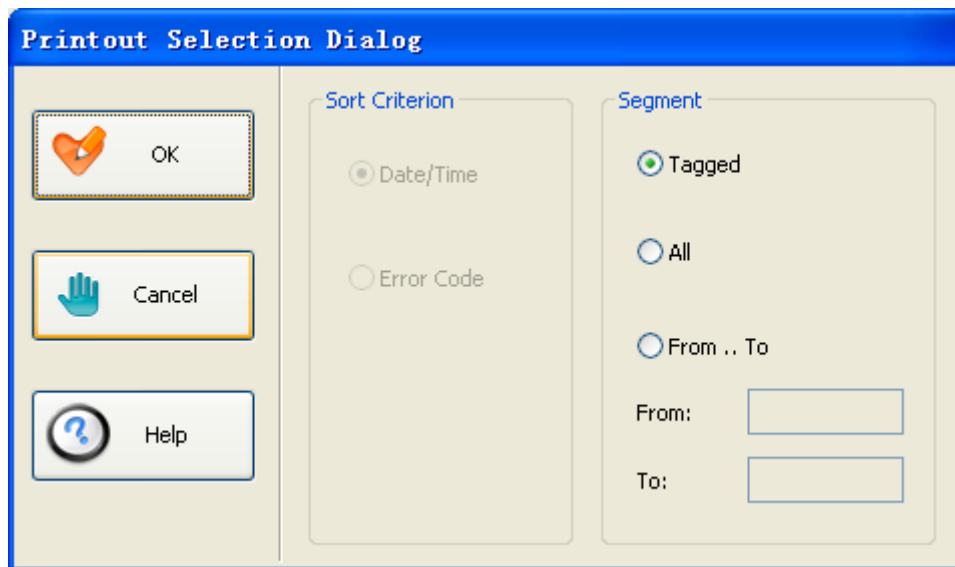 Printout Selection Dialog
OK
Cancel
Help
Sort Criterion
Date/Time
Error Code
Segment
Tagged
All
From .. To
From:
To: